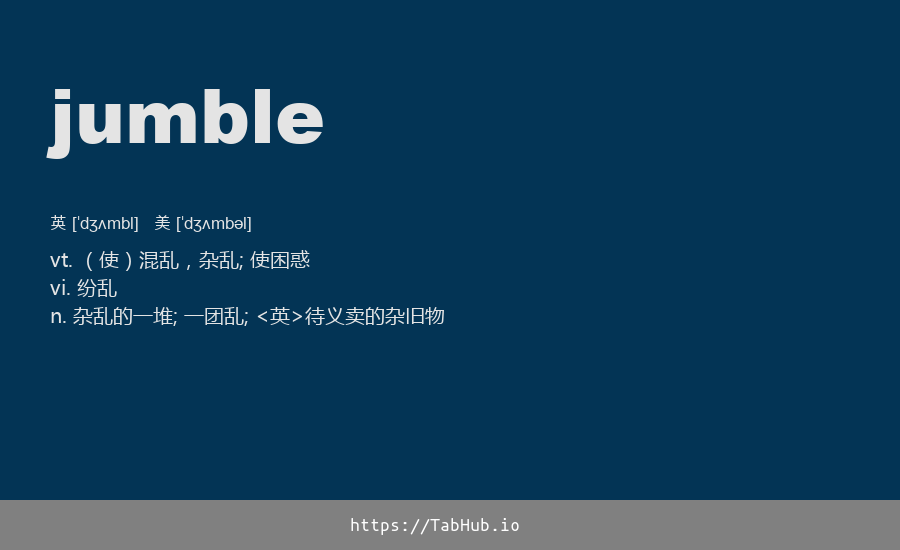 jumble
英 [ˈdʒʌmbl] 美 [ˈdʒʌmbəl]
vt. （使）混乱，杂乱; 使困惑
vi. 纷乱
n. 杂乱的一堆; 一团乱; <英>待义卖的杂旧物
https://TabHub.io